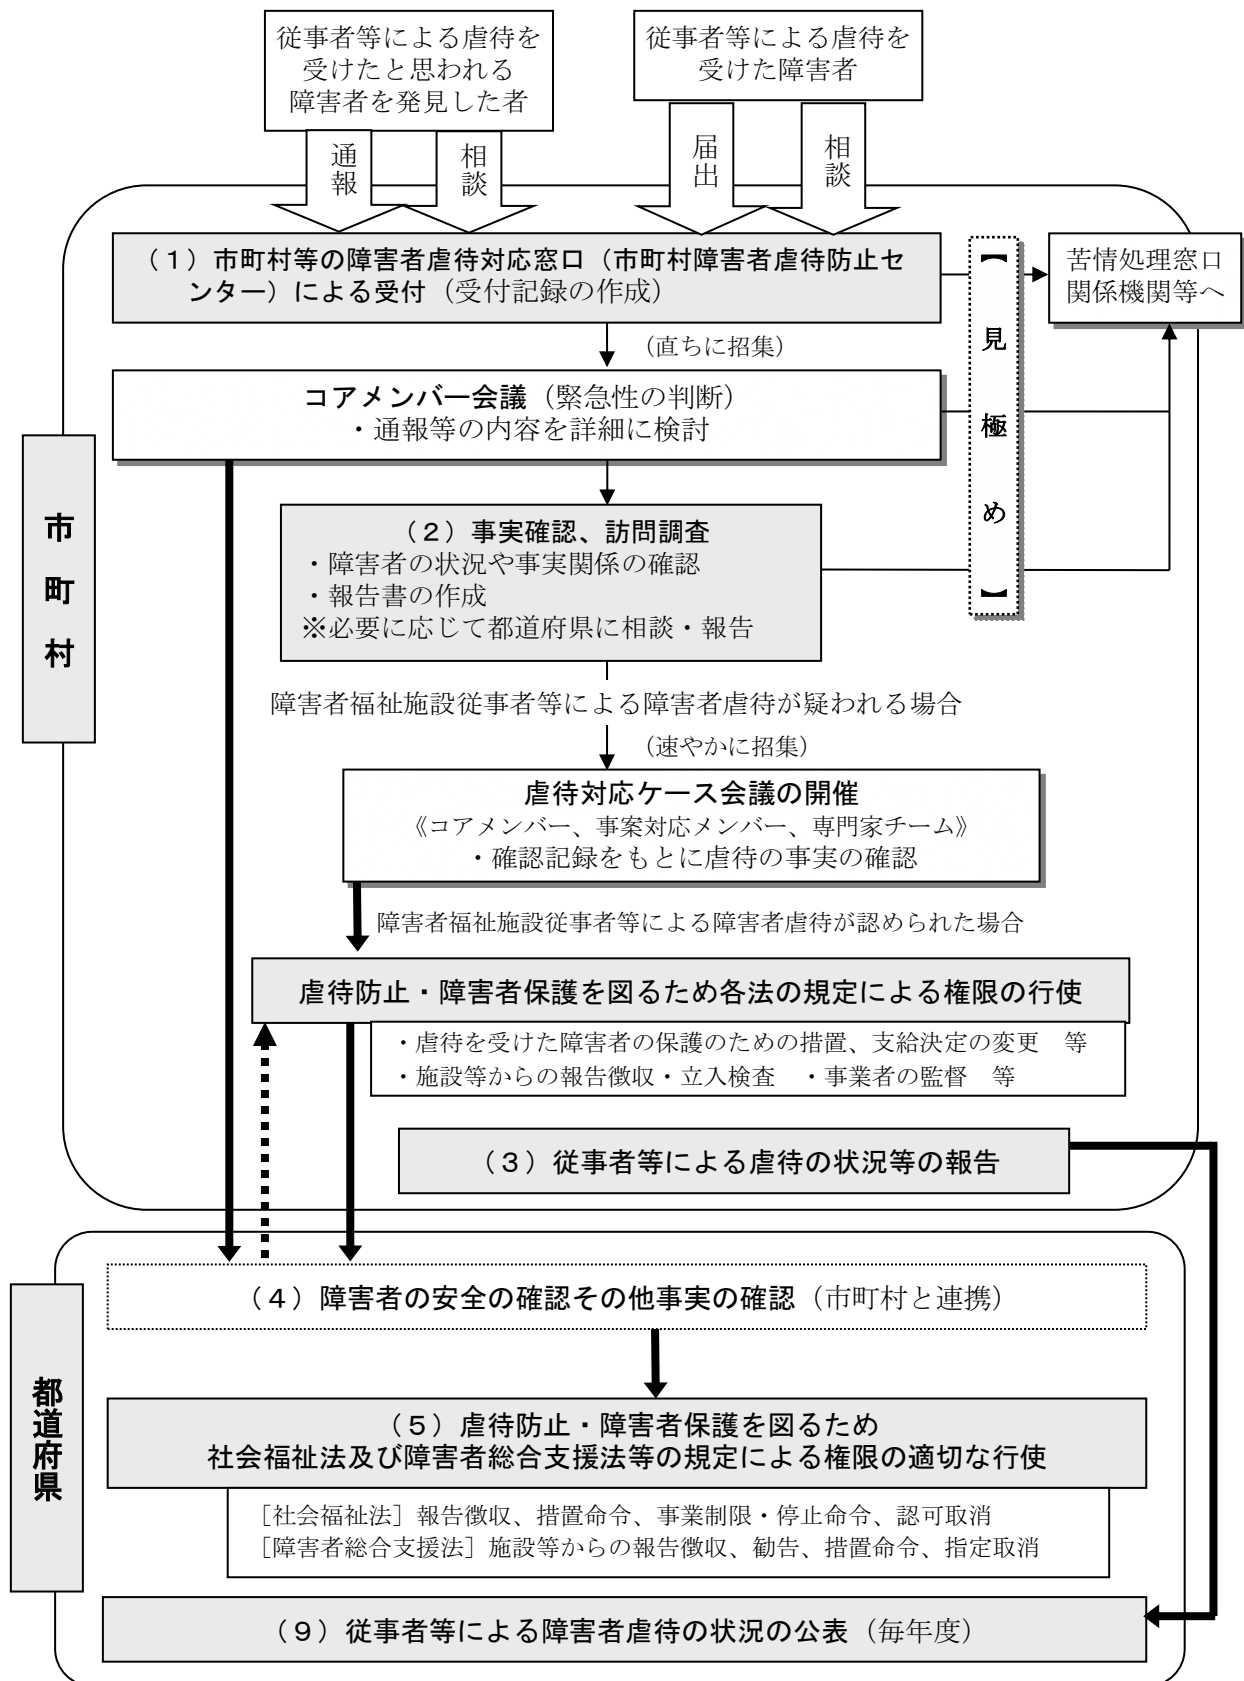 従事者等による虐待を
受けたと思われる
障害者を発見した者
従事者等による虐待を
受けた障害者
通報
相談
届出
相談
（１）市町村等の障害者虐待対応窓口（市町村障害者虐待防止セ
ンター）による受付（受付記録の作成）
苦情処理窓口
関係機関等へ
【見極め】
（直ちに招集）
コアメンバー会議（緊急性の判断）
・通報等の内容を詳細に検討
市町村
（２）事実確認、訪問調査
・障害者の状況や事実関係の確認
・報告書の作成
※必要に応じて都道府県に相談・報告
障害者福祉施設従事者等による障害者虐待が疑われる場合
（速やかに招集）
虐待対応ケース会議の開催
《コアメンバー、事案対応メンバー、専門家チーム》
・確認記録をもとに虐待の事実の確認
障害者福祉施設従事者等による障害者虐待が認められた場合
虐待防止・障害者保護を図るため各法の規定による権限の行使
・虐待を受けた障害者の保護のための措置、支給決定の変更　等
・施設等からの報告徴収・立入検査　・事業者の監督　等
（３）従事者等による虐待の状況等の報告
（４）障害者の安全の確認その他事実の確認（市町村と連携）
都道府県
（５）虐待防止・障害者保護を図るため
社会福祉法及び障害者総合支援法等の規定による権限の適切な行使
［社会福祉法］報告徴収、措置命令、事業制限・停止命令、認可取消
［障害者総合支援法］施設等からの報告徴収、勧告、措置命令、指定取消
（９）従事者等による障害者虐待の状況の公表（毎年度）